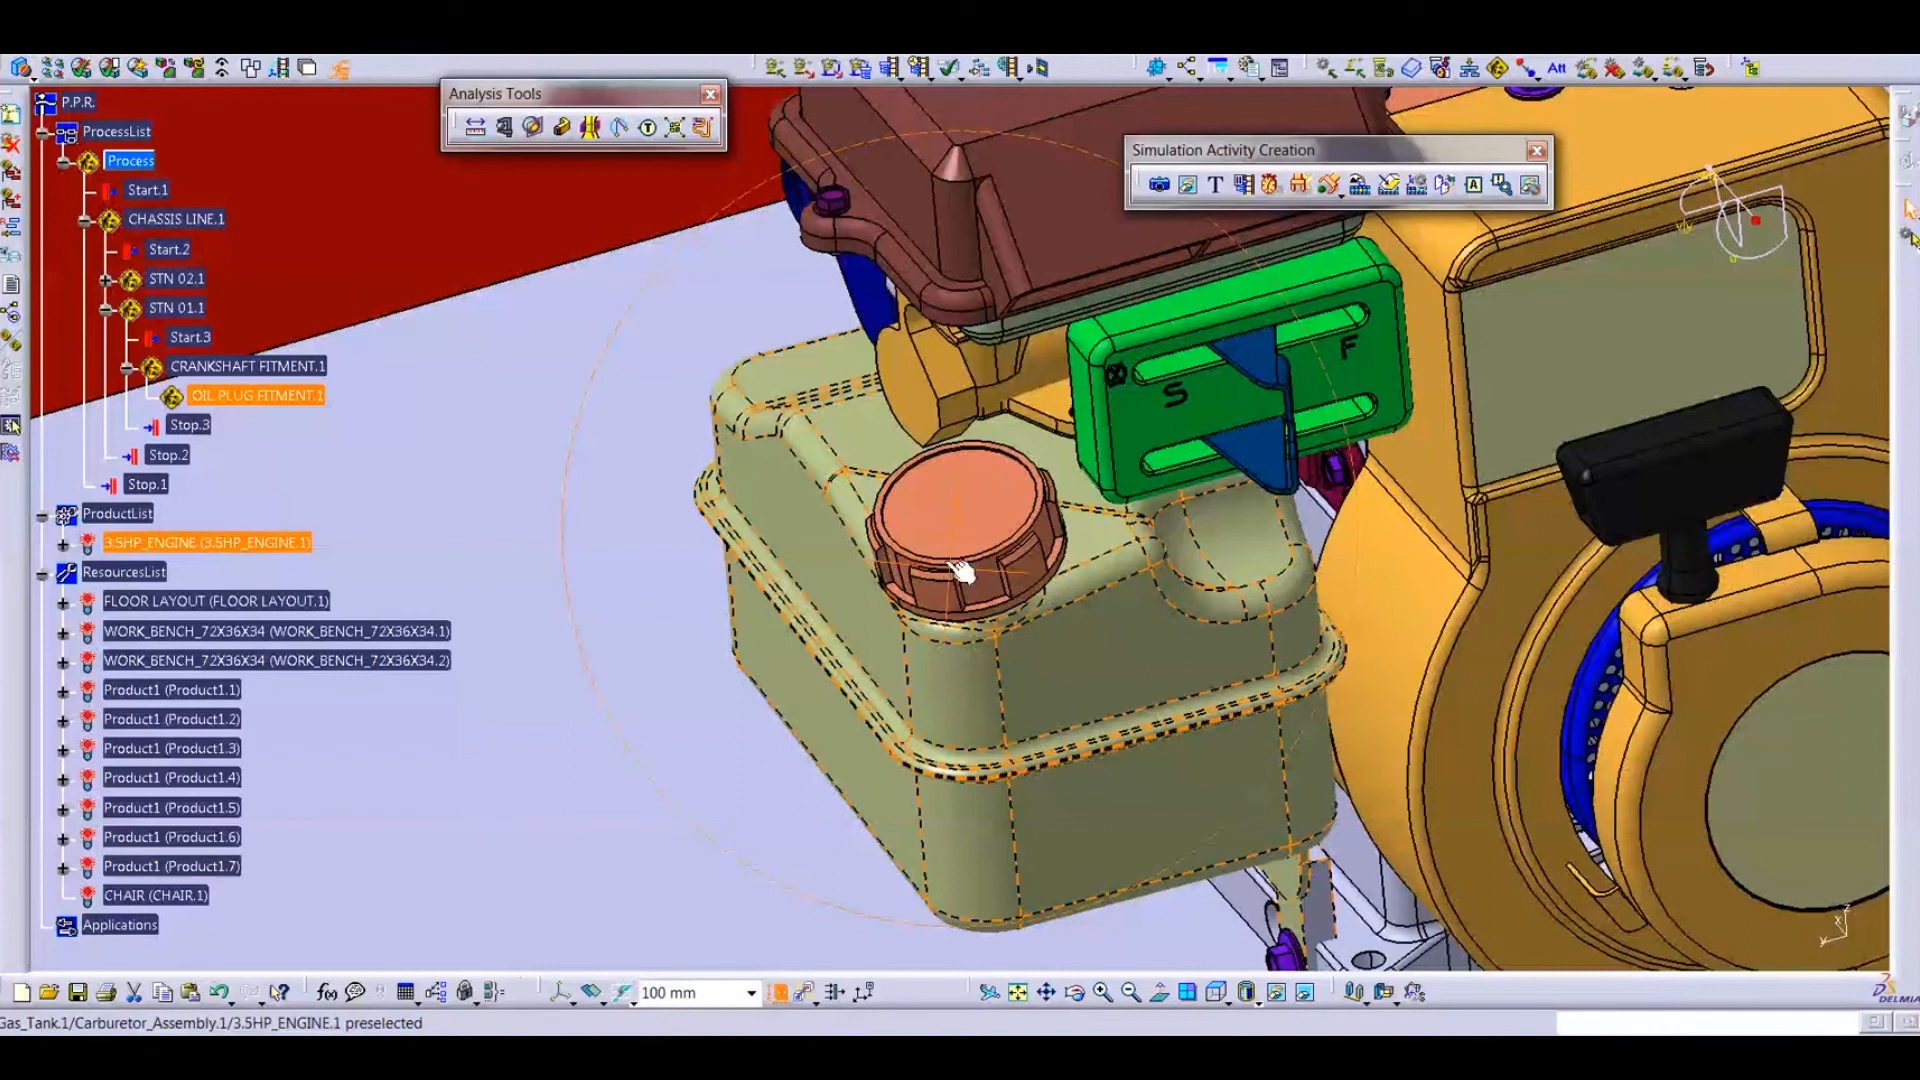 Analysis Tools
Simulation Activity Creation
T
T
A
Att
P.P.R.
ProcessList
Process
Start.1
CHASSIS LINE.1
Start.2
STN 02.1
STN 01.1
Start.3
CRANKSHAFT FITMENT.1
OIL PLUG FITMENT.1
Stop.3
Stop.2
Stop.1
ProductList
3.5HP_ENGINE (3.5HP_ENGINE.1)
ResourcesList
FLOOR LAYOUT (FLOOR LAYOUT.1)
WORK_BENCH_72X36X34 (WORK_BENCH_72X36X34.1)
WORK_BENCH_72X36X34 (WORK_BENCH_72X36X34.2)
Product1 (Product1.1)
Product1 (Product1.2)
Product1 (Product1.3)
Product1 (Product1.4)
Product1 (Product1.5)
Product1 (Product1.6)
Product1 (Product1.7)
CHAIR (CHAIR.1)
Applications
S
F
z
x
y
f(x)
100 mm
DELMIA
Gas_Tank.1/Carburetor_Assembly.1/3.5HP_ENGINE.1 preselected